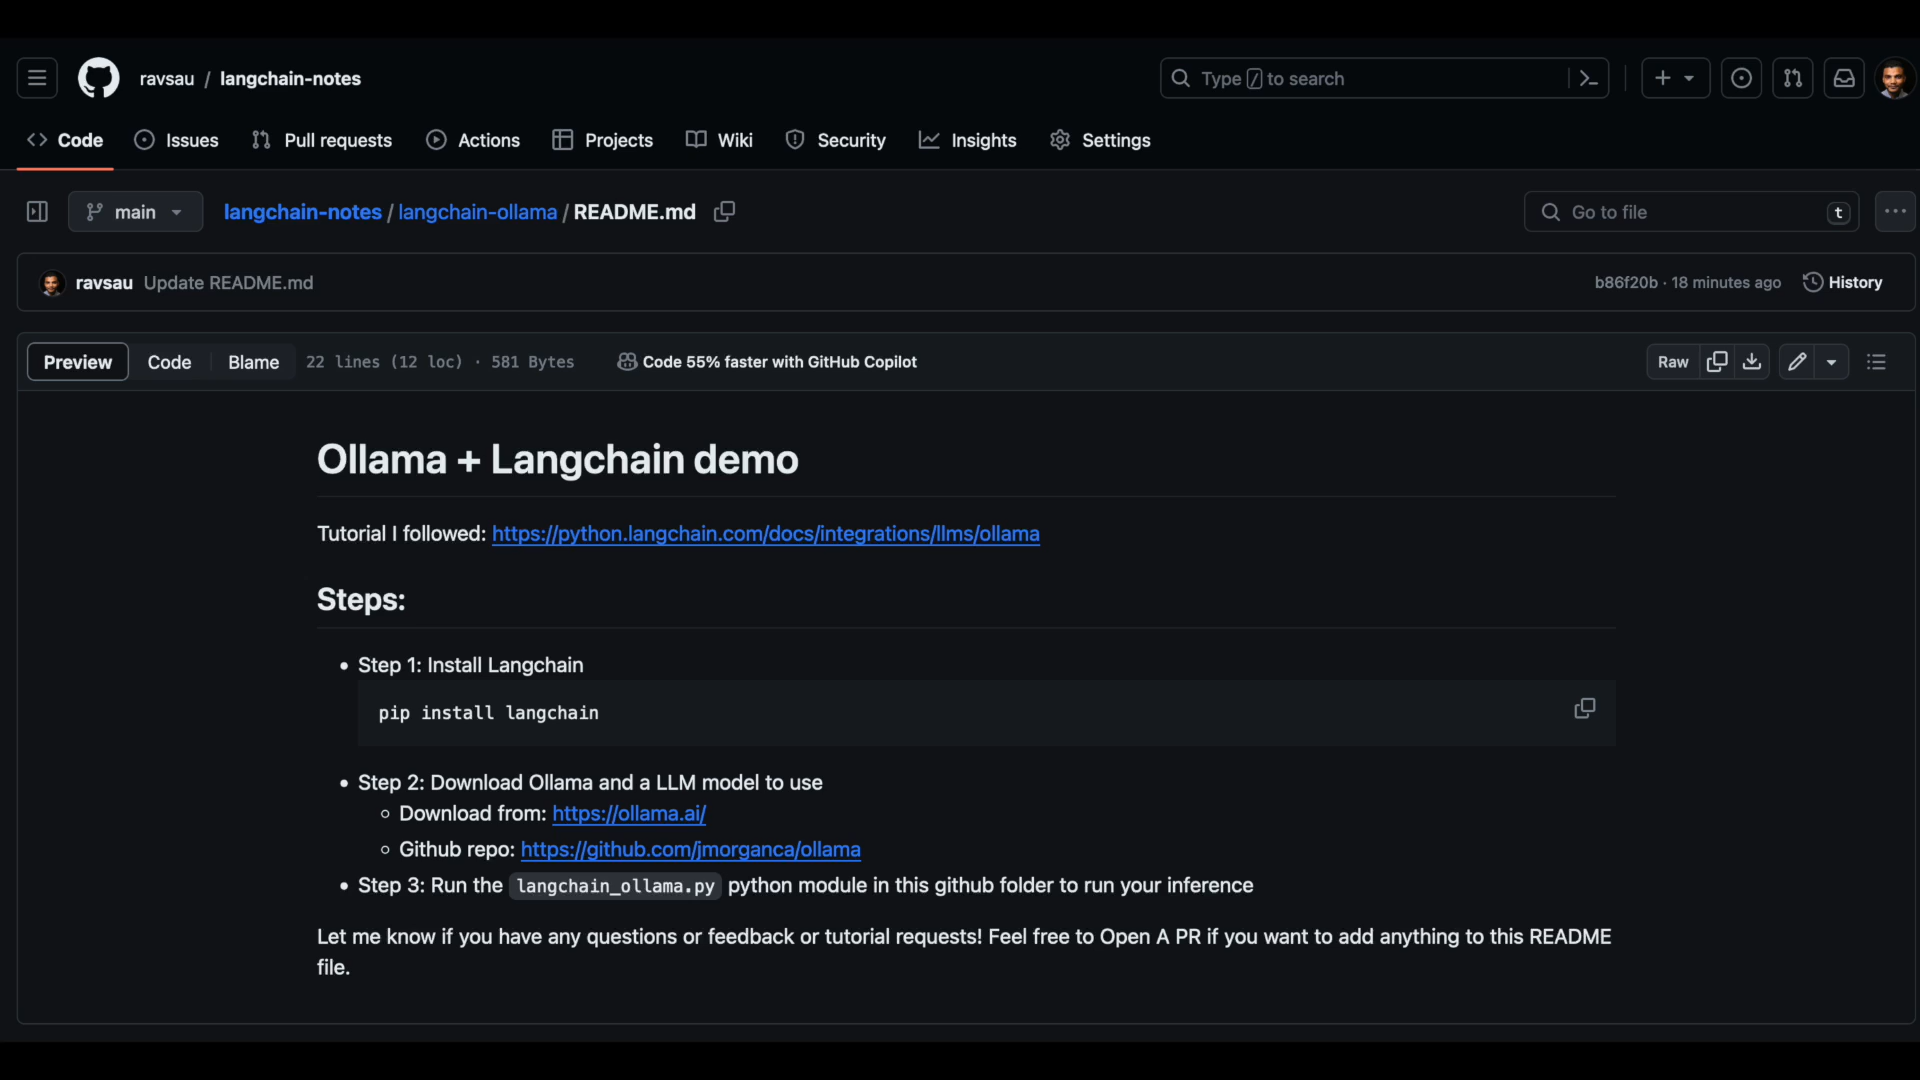 ravsau / langchain-notes
Type / to search
Code
Issues
Pull requests
Actions
Projects
Wiki
Security
Insights
Settings
main
langchain-notes / langchain-ollama / README.md
Go to file
t
ravsau Update README.md
b86f20b · 18 minutes ago
History
Preview
Code
Blame
22 lines (12 loc) · 581 Bytes
Code 55% faster with GitHub Copilot
Raw
Ollama + Langchain demo
Tutorial I followed: https://python.langchain.com/docs/integrations/llms/ollama
Steps:
• Step 1: Install Langchain
pip install langchain
• Step 2: Download Ollama and a LLM model to use
◦ Download from: https://ollama.ai/
◦ Github repo: https://github.com/jmorganca/ollama
• Step 3: Run the langchain_ollama.py python module in this github folder to run your inference
Let me know if you have any questions or feedback or tutorial requests! Feel free to Open A PR if you want to add anything to this README
file.